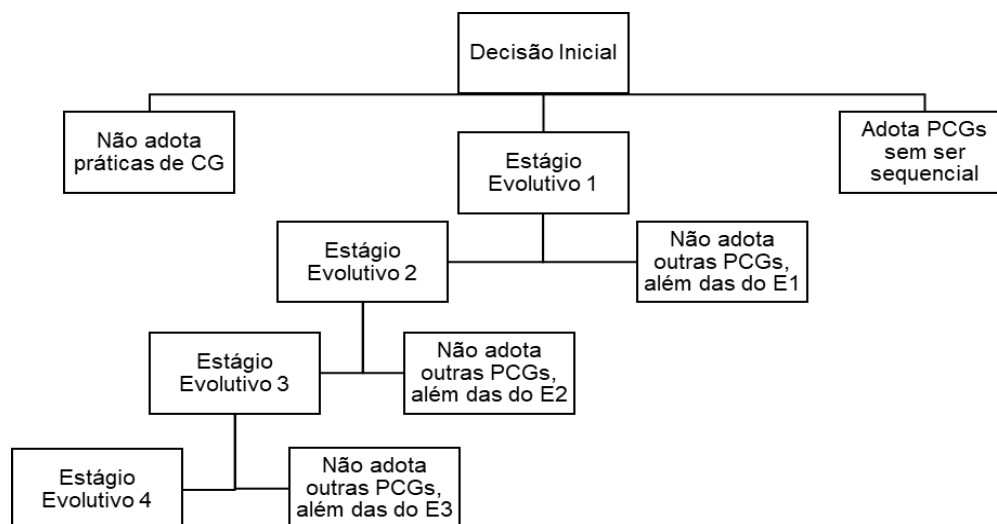 Decisão Inicial
Não adota
práticas de CG
Estágio
Evolutivo 1
Adota PCGs
sem ser
sequencial
Estágio
Evolutivo 2
Não adota
outras PCGs,
além das do E1
Estágio
Evolutivo 3
Não adota
outras PCGs,
além das do E2
Estágio
Evolutivo 4
Não adota
outras PCGs,
além das do E3